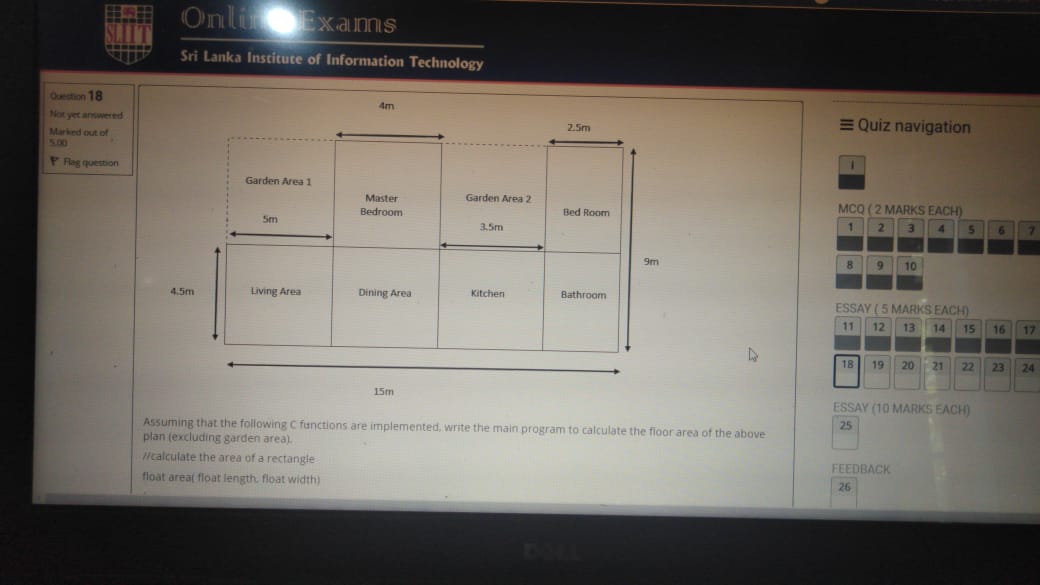 Online Exams
SLIIT
Sri Lanka Institute of Information Technology
Question 18
Not yet answered
Marked out of
5.00
Flag question
4m
2.5m
Garden Area 1
Master
Bedroom
Garden Area 2
Bed Room
5m
3.5m
9m
4.5m
Living Area
Dining Area
Kitchen
Bathroom
15m
Assuming that the following C functions are implemented, write the main program to calculate the floor area of the above
plan (excluding garden area).
//calculate the area of a rectangle
float area( float length, float width)
Quiz navigation
i
MCQ ( 2 MARKS EACH)
1 2 3 4 5 6 7
8 9 10
ESSAY ( 5 MARKS EACH)
11 12 13 14 15 16 17
18 19 20 21 22 23 24
ESSAY (10 MARKS EACH)
25
FEEDBACK
26
DELL